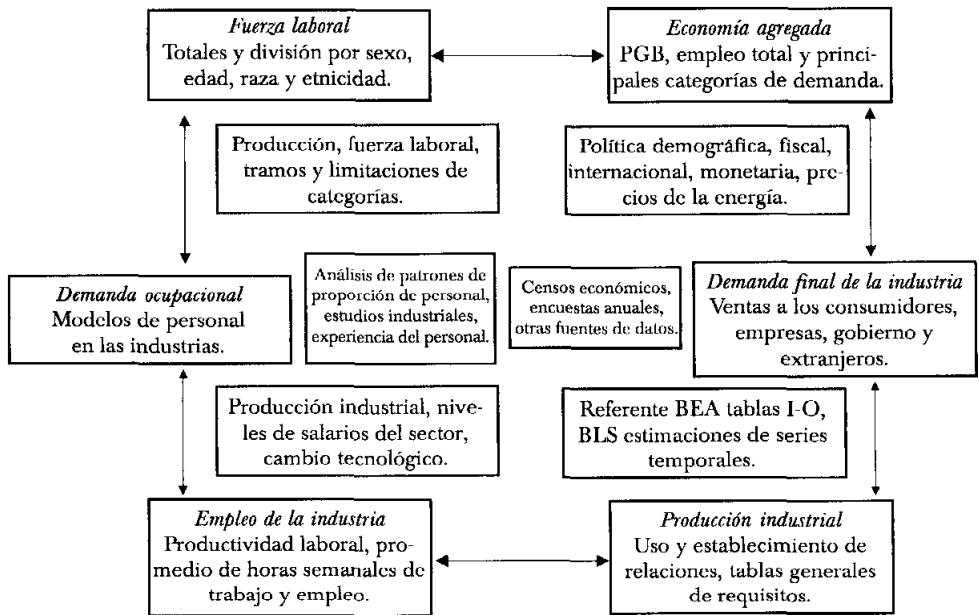 Fuerza laboral
Totales y división por sexo,
edad, raza y etnicidad.
Economía agregada
PGB, empleo total y princi-
pales categorías de demanda.
Producción, fuerza laboral,
tramos y limitaciones de
categorías.
Política demográfica, fiscal,
internacional, monetaria, pre-
cios de la energía.
Demanda ocupacional
Modelos de personal
en las industrias.
Análisis de patrones de
proporción de personal,
estudios industriales,
experiencia del personal.
Censos económicos,
encuestas anuales,
otras fuentes de datos.
Demanda final de la industria
Ventas a los consumidores,
empresas, gobierno y
extranjeros.
Producción industrial, nive-
les de salarios del sector,
cambio tecnológico.
Referente BEA tablas I-O,
BLS estimaciones de series
temporales.
Empleo de la industria
Productividad laboral, pro-
medio de horas semanales de
trabajo y empleo.
Producción industrial
Uso y establecimiento de
relaciones, tablas generales
de requisitos.